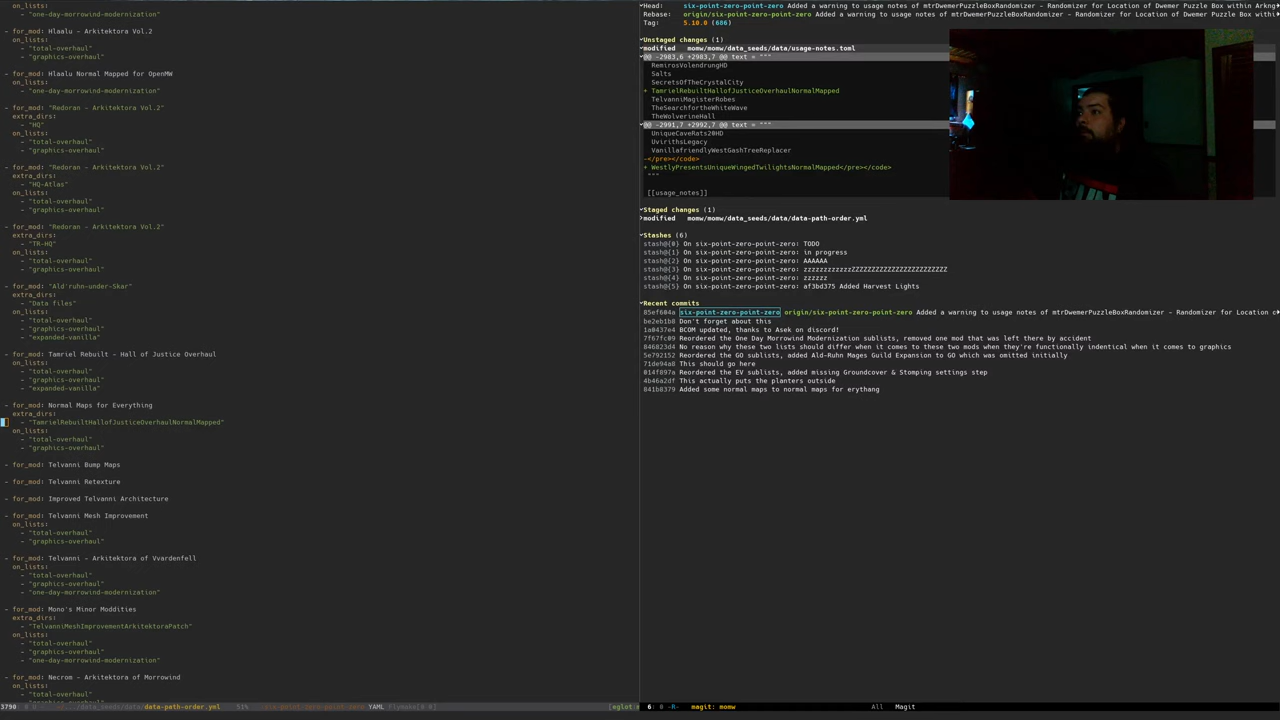 on_lists:
- "one-day-morrowind-modernization"
- for_mod: Hlaalu - Arkitektora Vol.2
on_lists:
- "total-overhaul"
- "graphics-overhaul"
- for_mod: Hlaalu Normal Mapped for OpenMW
on_lists:
- "one-day-morrowind-modernization"
- for_mod: "Redoran - Arkitektora Vol.2"
extra_dirs:
- "HQ"
on_lists:
- "total-overhaul"
- "graphics-overhaul"
- for_mod: "Redoran - Arkitektora Vol.2"
extra_dirs:
- "HQ-Atlas"
on_lists:
- "total-overhaul"
- "graphics-overhaul"
- for_mod: "Redoran - Arkitektora Vol.2"
extra_dirs:
- "TR-HQ"
on_lists:
- "total-overhaul"
- "graphics-overhaul"
- for_mod: "Ald'ruhn-under-Skar"
extra_dirs:
- "Data files"
on_lists:
- "total-overhaul"
- "graphics-overhaul"
- "expanded-vanilla"
- for_mod: Tamriel Rebuilt - Hall of Justice Overhaul
on_lists:
- "total-overhaul"
- "graphics-overhaul"
- "expanded-vanilla"
- for_mod: Normal Maps for Everything
extra_dirs:
- "TamrielRebuiltHallofJusticeOverhaulNormalMapped"
on_lists:
- "total-overhaul"
- "graphics-overhaul"
- for_mod: Telvanni Bump Maps
- for_mod: Telvanni Retexture
- for_mod: Improved Telvanni Architecture
- for_mod: Telvanni Mesh Improvement
on_lists:
- "total-overhaul"
- "graphics-overhaul"
- for_mod: Telvanni - Arkitektora of Vvardenfell
on_lists:
- "total-overhaul"
- "graphics-overhaul"
- "one-day-morrowind-modernization"
- for_mod: Mono's Minor Moddities
extra_dirs:
- "TelvanniMeshImprovementArkitektoraPatch"
on_lists:
- "total-overhaul"
- "graphics-overhaul"
- "one-day-morrowind-modernization"
- for_mod: Necrom - Arkitektora of Morrowind
on_lists:
- "total-overhaul"
3790 data_seeds/data/data-path-order.yml 51% six-point-zero-point-zero YAML Flymake[0 0] [eglot:
Head: six-point-zero-point-zero Added a warning to usage notes of mtrDwemerPuzzleBoxRandomizer - Randomizer for Location of Dwemer Puzzle Box within Arkng
Rebase: origin/six-point-zero-point-zero Added a warning to usage notes of mtrDwemerPuzzleBoxRandomizer - Randomizer for Location of Dwemer Puzzle Box withi
Tag: 5.10.0 (686)
Unstaged changes (1)
modified momw/momw/data_seeds/data/usage-notes.toml
@@ -2983,6 +2983,7 @@ text = """
RemirosVolendrungHD
Salts
SecretsOfTheCrystalCity
+ TamrielRebuiltHallofJusticeOverhaulNormalMapped
TelvanniMagisterRobes
TheSearchfortheWhiteWave
TheWolverineHall
@@ -2991,7 +2992,7 @@ text = """
UniqueCaveRats20HD
UvirithsLegacy
VanillafriendlyWestGashTreeReplacer
-</pre></code>
+ WestlyPresentsUniqueWingedTwilightsNormalMapped</pre></code>
"""
[[usage_notes]]
Staged changes (1)
modified momw/momw/data_seeds/data/data-path-order.yml
Stashes (6)
stash@{0} On six-point-zero-point-zero: TODO
stash@{1} On six-point-zero-point-zero: in progress
stash@{2} On six-point-zero-point-zero: AAAAAA
stash@{3} On six-point-zero-point-zero: zzzzzzzzzzzzZZZZZZZZZZZZZZZZZZZZZZZZ
stash@{4} On six-point-zero-point-zero: zzzzzz
stash@{5} On six-point-zero-point-zero: af3bd375 Added Harvest Lights
Recent commits
85ef604a six-point-zero-point-zero origin/six-point-zero-point-zero Added a warning to usage notes of mtrDwemerPuzzleBoxRandomizer - Randomizer for Location o
be2eb1b8 Don't forget about this
1a0437e4 BCOM updated, thanks to Asek on discord!
7f67fc09 Reordered the One Day Morrowind Modernization sublists, removed one mod that was left there by accident
046823d4 No reason why these two lists should differ when it comes to these two mods when they're functionally indentical when it comes to graphics
5e792152 Reordered the GO sublists, added Ald-Ruhn Mages Guild Expansion to GO which was omitted initially
71de94a8 This should go here
014f897a Reordered the EV sublists, added missing Groundcover & Stomping settings step
4b46a2df This actually puts the planters outside
841b8379 Added some normal maps to normal maps for erythang
6: 0 -R- magit: momw All Magit